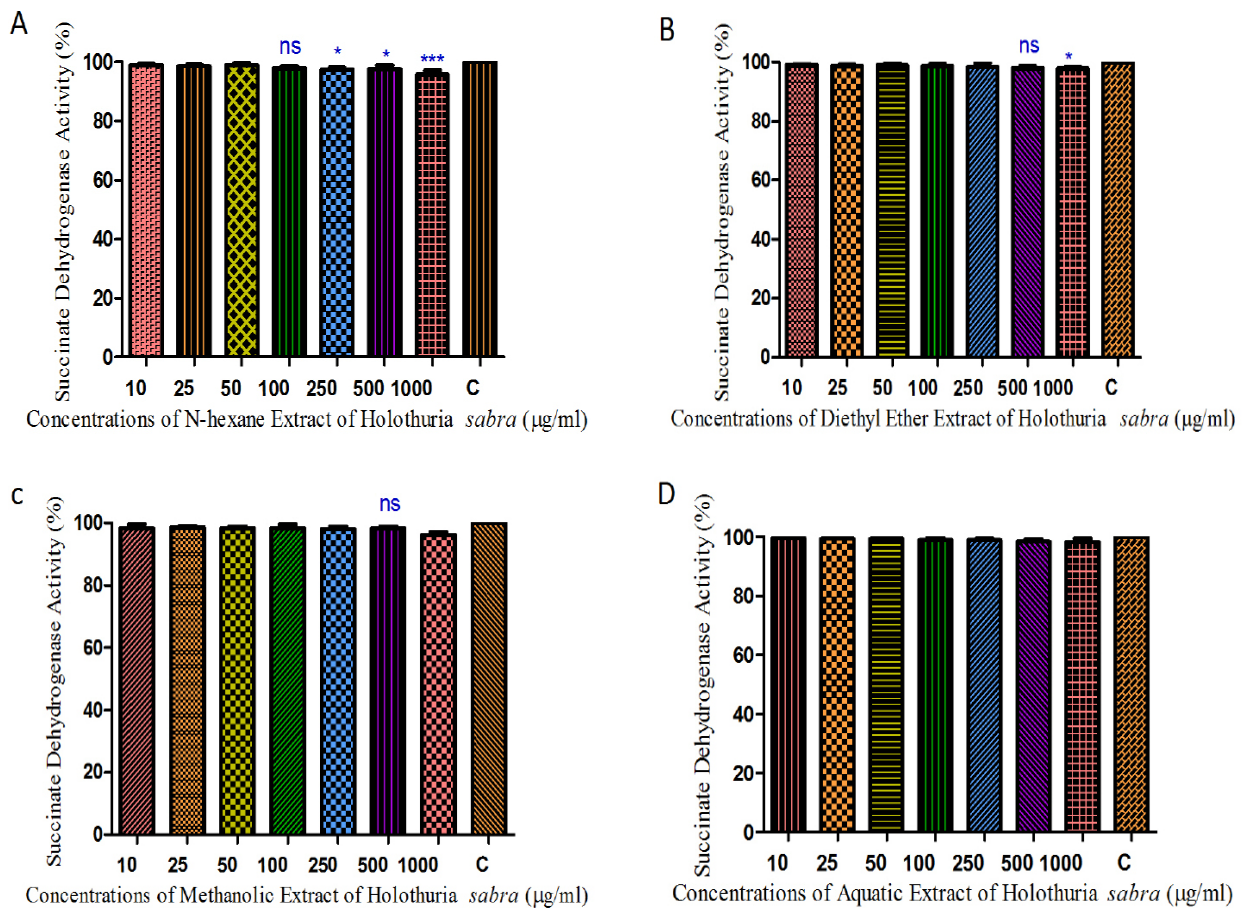 A
Succinate Dehydrogenase Activity (%)
100
80
60
40
20
0
ns
*
*
***
10 25 50 100 250 500 1000 C
Concentrations of N-hexane Extract of Holothuria sabra (μg/ml)
B
Succinate Dehydrogenase Activity (%)
100
80
60
40
20
0
ns
*
10 25 50 100 250 500 1000 C
Concentrations of Diethyl Ether Extract of Holothuria sabra (μg/ml)
c
Succinate Dehydrogenase Activity (%)
100
80
60
40
20
0
ns
10 25 50 100 250 500 1000 C
Concentrations of Methanolic Extract of Holothuria sabra (μg/ml)
D
Succinate Dehydrogenase Activity (%)
100
80
60
40
20
0
10 25 50 100 250 500 1000 C
Concentrations of Aquatic Extract of Holothuria sabra (μg/ml)